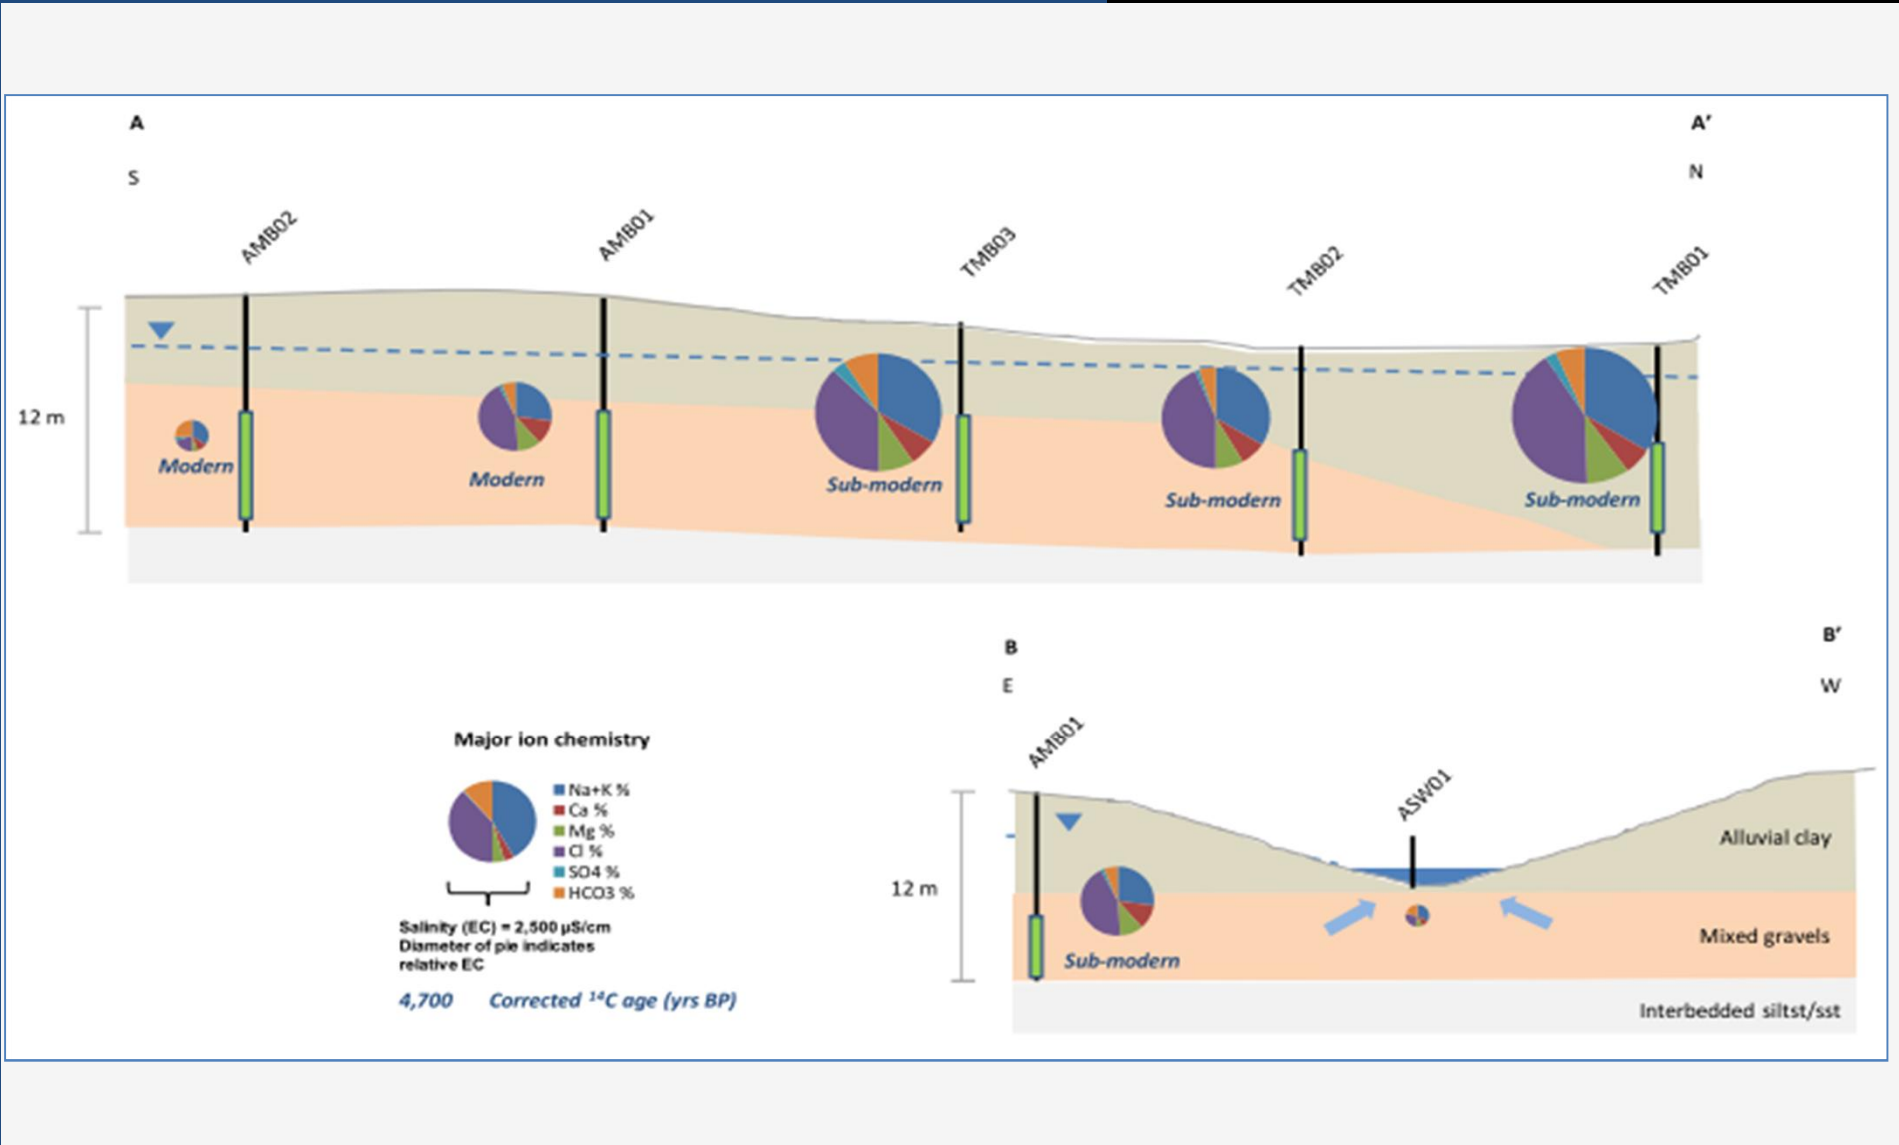 A
A′
S
N
AMB02
AMB01
TMB03
TMB02
TMB01
12 m
Modern
Modern
Sub-modern
Sub-modern
Sub-modern
B
B′
E
W
AMB01
ASW01
Major ion chemistry
Na+K %
Ca %
Mg %
Cl %
SO4 %
HCO3 %
Salinity (EC) = 2,500 µS/cm
Diameter of pie indicates
relative EC
4,700 Corrected ¹⁴C age (yrs BP)
12 m
Sub-modern
Alluvial clay
Mixed gravels
Interbedded siltst/sst